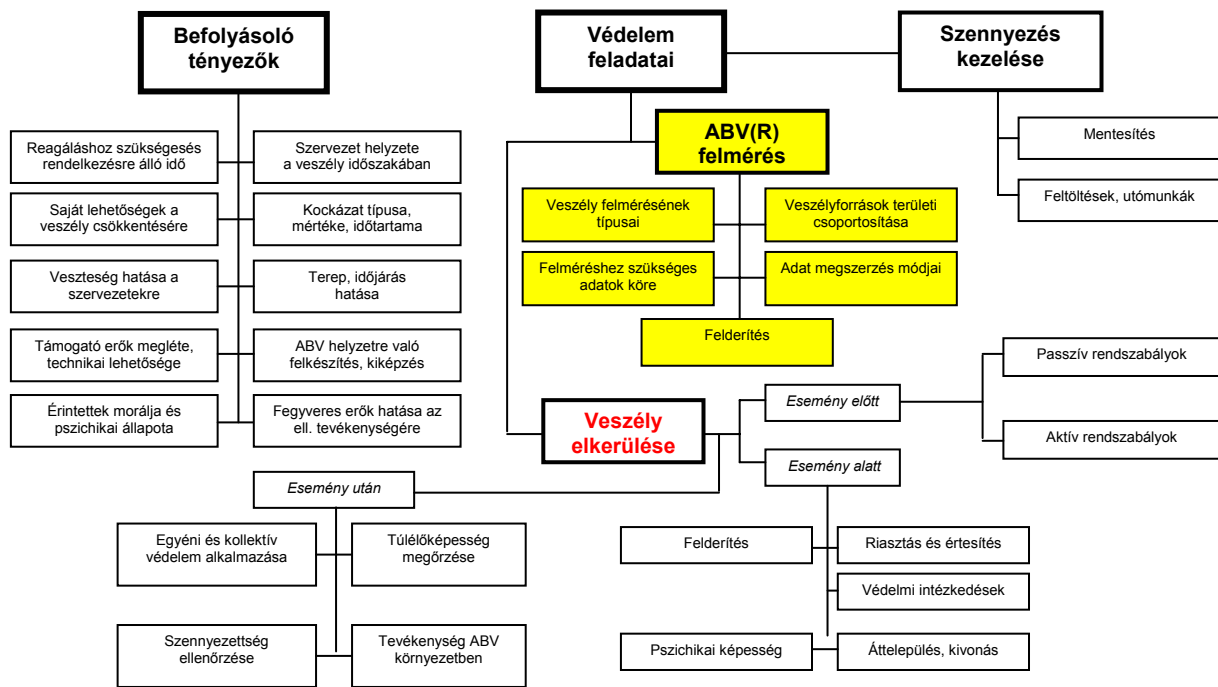 Befolyásoló
tényezők
Védelem
feladatai
Szennyezés
kezelése
Reagáláshoz szükségesés
rendelkezésre álló idő
Szervezet helyzete
a veszély időszakában
Saját lehetőségek a
veszély csökkentésére
Kockázat típusa,
mértéke, időtartama
Veszteség hatása a
szervezetekre
Terep, időjárás
hatása
Támogató erők megléte,
technikai lehetősége
ABV helyzetre való
felkészítés, kiképzés
Érintettek morálja és
pszichikai állapota
Fegyveres erők hatása az
ell. tevékenységére
ABV(R)
felmérés
Veszély felmérésének
típusai
Veszélyforrások területi
csoportosítása
Felméréshez szükséges
adatok köre
Adat megszerzés módjai
Felderítés
Mentesítés
Feltöltések, utómunkák
Veszély
elkerülése
Esemény előtt
Passzív rendszabályok
Aktív rendszabályok
Esemény alatt
Felderítés
Riasztás és értesítés
Védelmi intézkedések
Pszichikai képesség
Áttelepülés, kivonás
Esemény után
Egyéni és kollektív
védelem alkalmazása
Túlélőképesség
megőrzése
Szennyezettség
ellenőrzése
Tevékenység ABV
környezetben